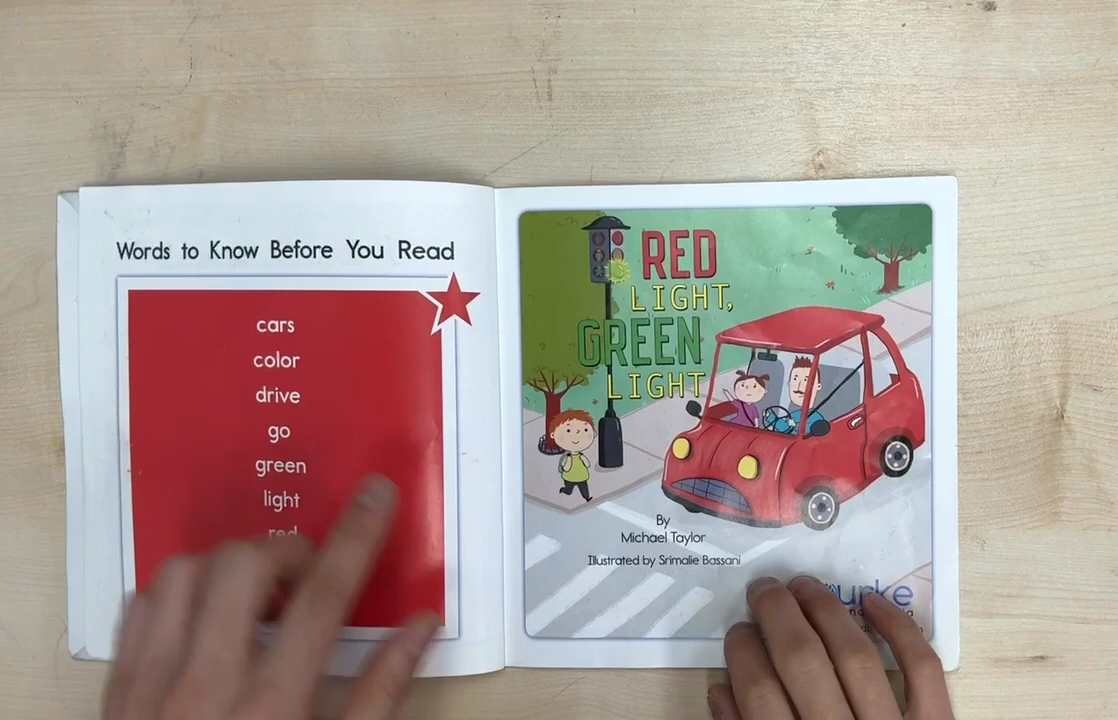 Words to Know Before You Read
cars
color
drive
go
green
light
red
RED
LIGHT,
GREEN
LIGHT
By
Michael Taylor
Illustrated by Srimalie Bassani